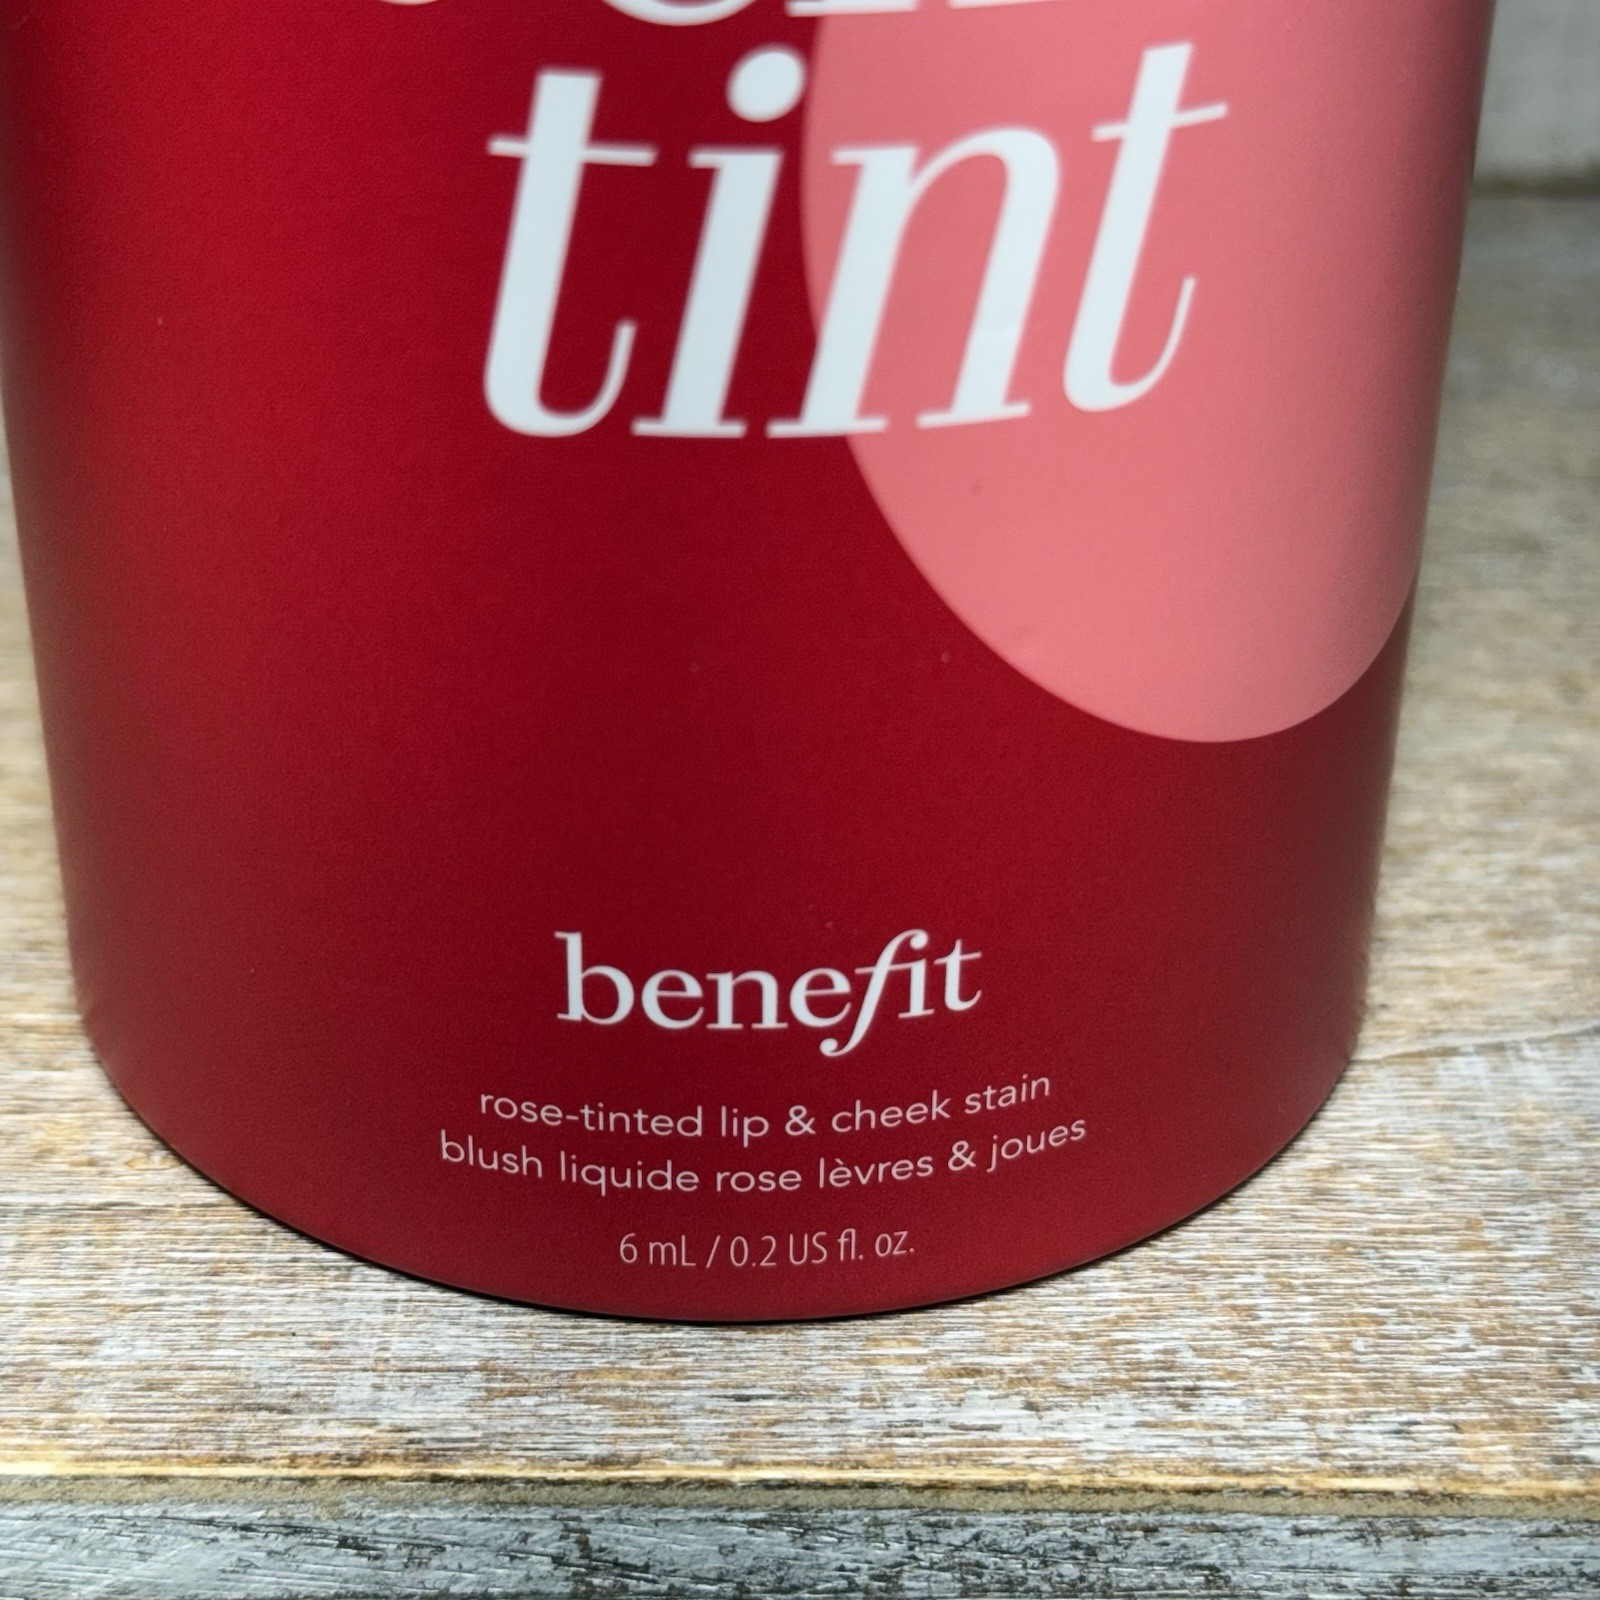 tint
benefit
rose-tinted lip & cheek stain
blush liquide rose lèvres & joues
6 mL / 0.2 US fl. oz.